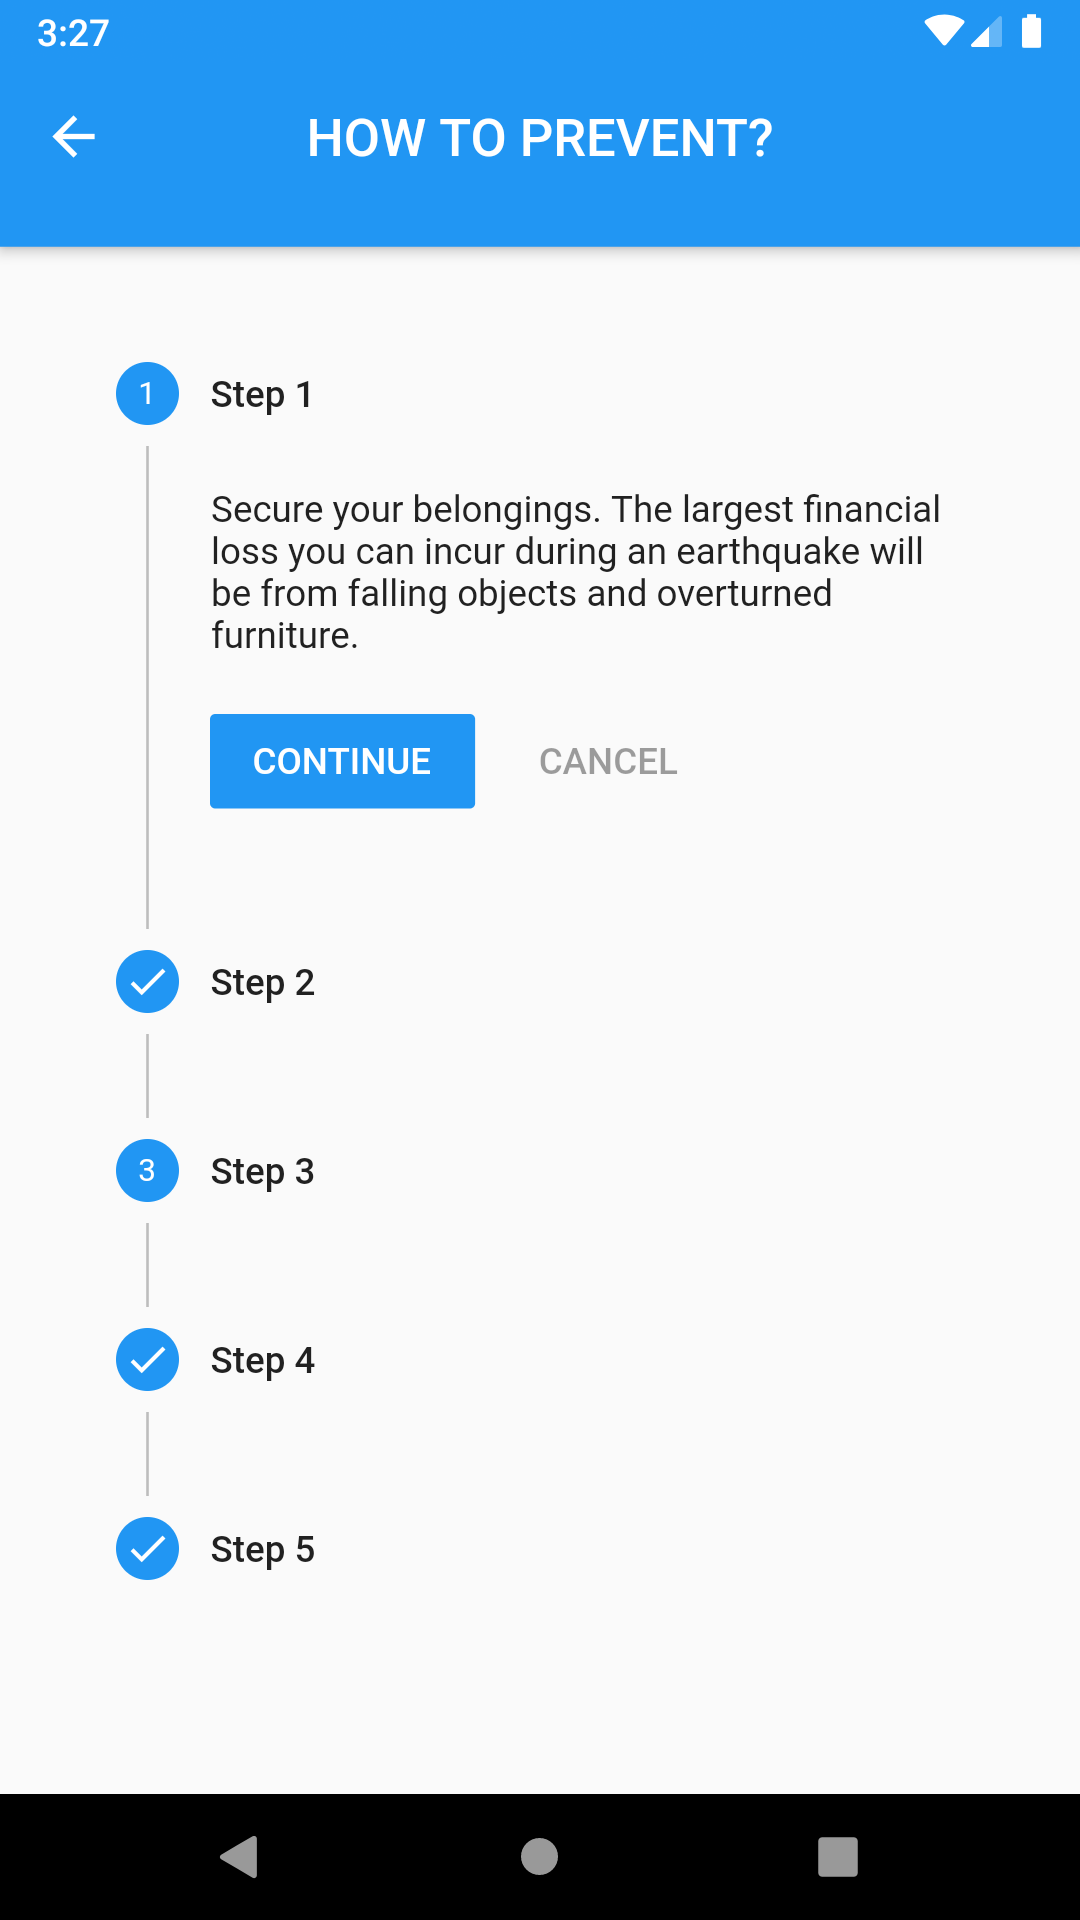 3:27
HOW TO PREVENT?
1 Step 1
Secure your belongings. The largest financial
loss you can incur during an earthquake will
be from falling objects and overturned
furniture.
CONTINUE CANCEL
Step 2
3 Step 3
Step 4
Step 5